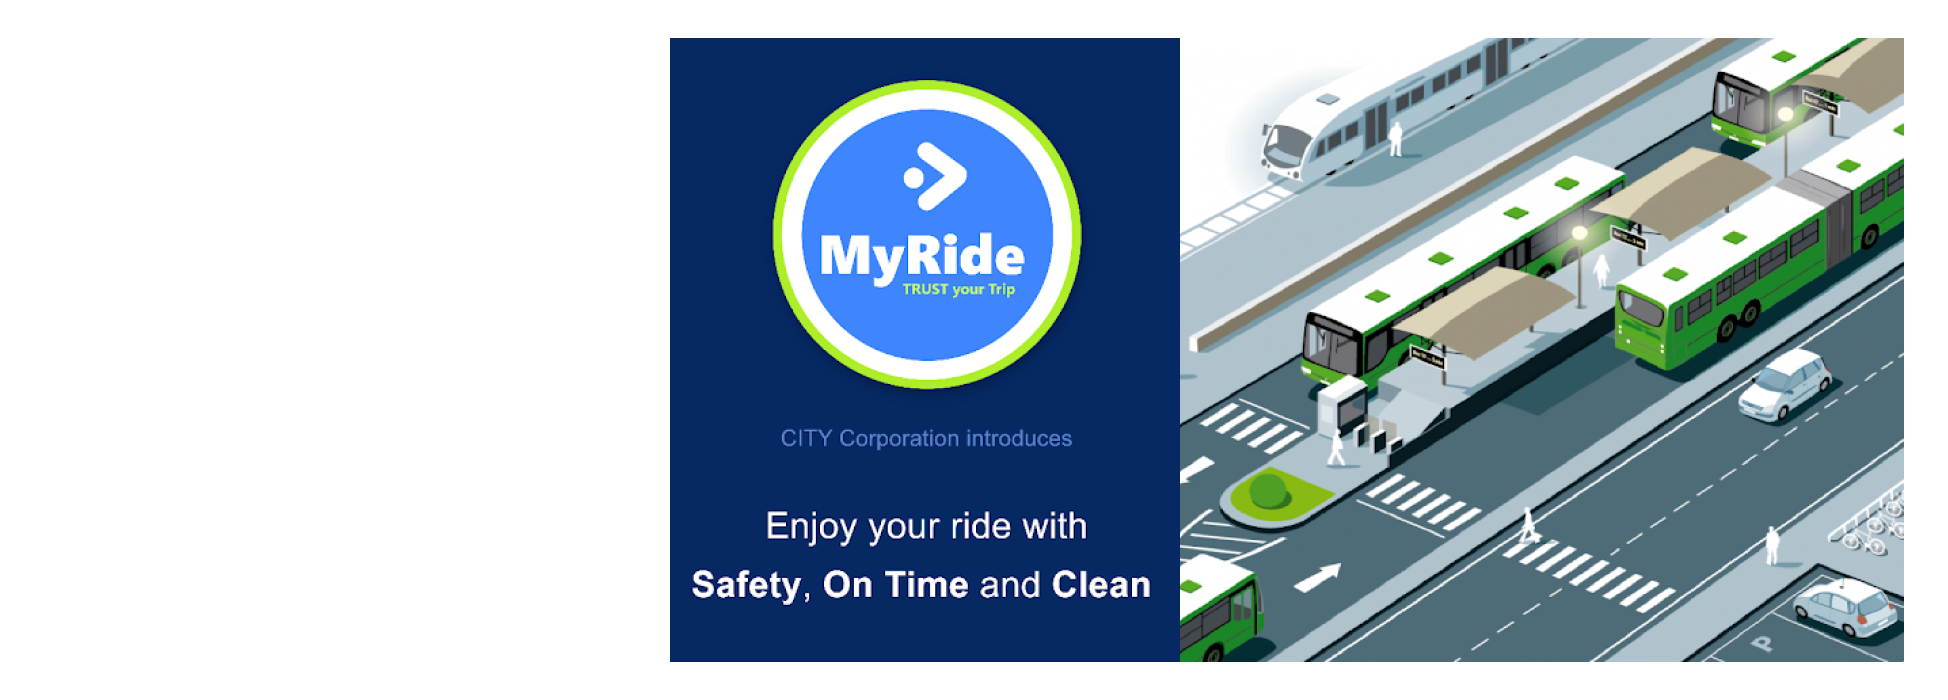 MyRide
TRUST your Trip
CITY Corporation introduces
Enjoy your ride with
Safety, On Time and Clean
P